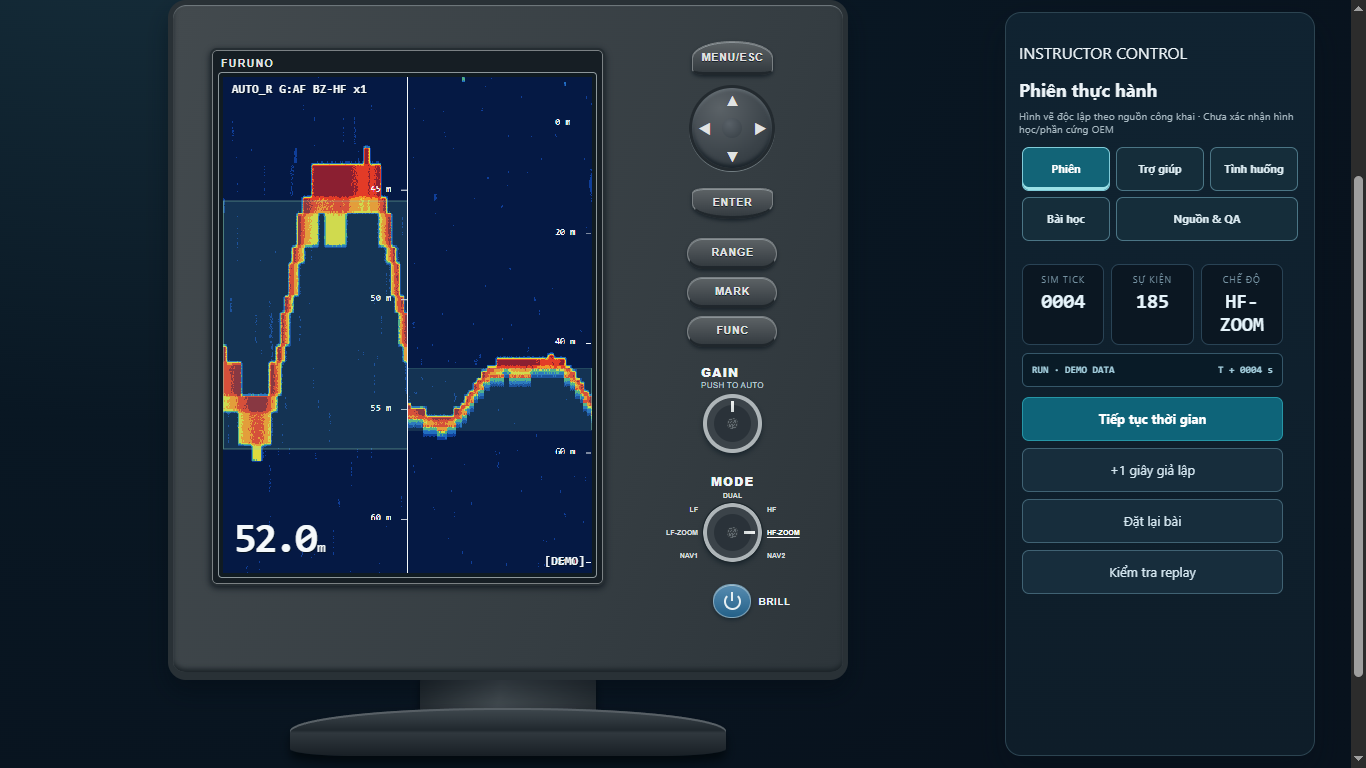 FURUNO
AUTO_R G:AF BZ-HF x1
0 m
45 m
20 m
50 m
40 m
55 m
60 m
60 m
52.0m
[DEMO]
MENU/ESC
ENTER
RANGE
MARK
FUNC
GAIN
PUSH TO AUTO
MODE
DUAL
LF
HF
LF-ZOOM
HF-ZOOM
NAV1
NAV2
BRILL
INSTRUCTOR CONTROL
Phiên thực hành
Hình vẽ độc lập theo nguồn công khai · Chưa xác nhận hình
học/phần cứng OEM
Phiên
Trợ giúp
Tình huống
Bài học
Nguồn & QA
SIM TICK
SỰ KIỆN
CHẾ ĐỘ
0004
185
HF-
ZOOM
RUN · DEMO DATA
T + 0004 s
Tiếp tục thời gian
+1 giây giả lập
Đặt lại bài
Kiểm tra replay